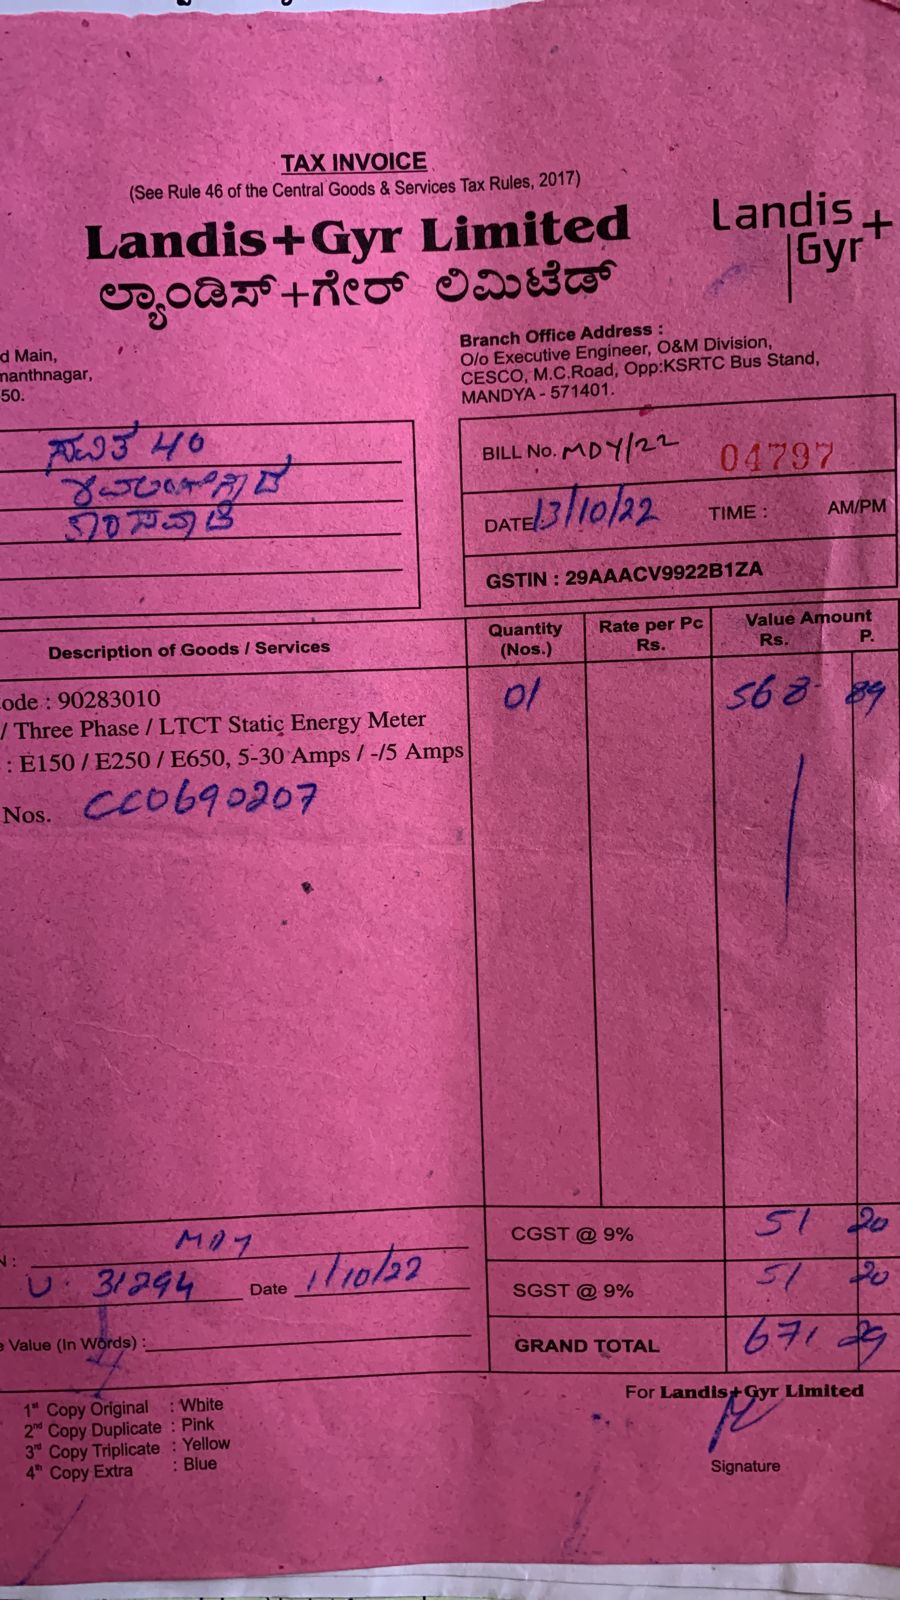 TAX INVOICE
(See Rule 46 of the Central Goods & Services Tax Rules, 2017)
Landis+Gyr Limited
ಲ್ಯಾಂಡಿಸ್+ಗೇರ್ ಲಿಮಿಟೆಡ್
Landis
Gyr+
d Main,
nanthnagar,
50.
Branch Office Address :
O/o Executive Engineer, O&M Division,
CESCO, M.C.Road, Opp:KSRTC Bus Stand,
MANDYA - 571401.
BILL No. MDY/22 04797
DATE 13/10/22 TIME : AM/PM
GSTIN : 29AAACV9922B1ZA
Description of Goods / Services
Quantity (Nos.)
Rate per Pc Rs.
Value Amount
Rs. P.
ode : 90283010 01 568 89
/ Three Phase / LTCT Static Energy Meter
: E150 / E250 / E650, 5-30 Amps / -/5 Amps
Nos. CC0690207
MDY
31294 Date 1/10/22
e Value (In Words) :
CGST @ 9% 51 20
SGST @ 9% 51 20
GRAND TOTAL 671 29
1st Copy Original : White
2nd Copy Duplicate : Pink
3rd Copy Triplicate : Yellow
4th Copy Extra : Blue
For Landis+Gyr Limited
Signature